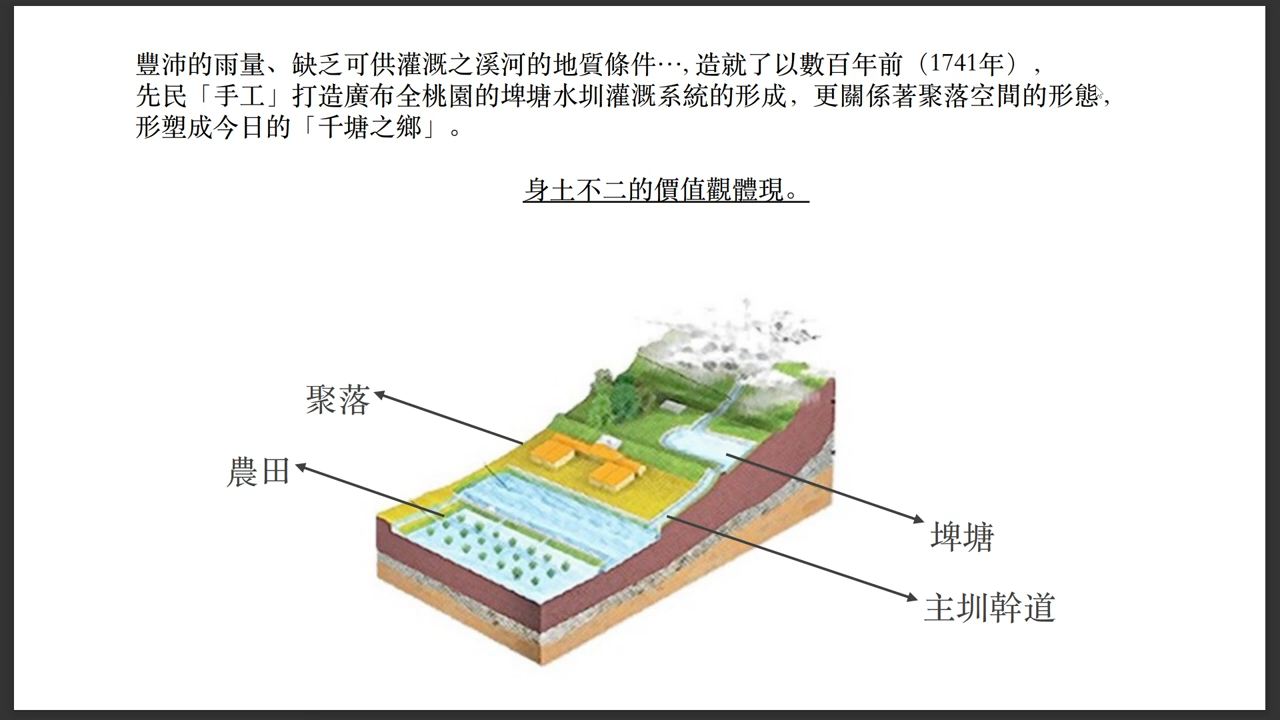 豐沛的雨量、缺乏可供灌溉之溪河的地質條件⋯, 造就了以數百年前（1741年）,
先民「手工」打造廣布全桃園的埤塘水圳灌溉系統的形成，更關係著聚落空間的形態,
形塑成今日的「千塘之鄉」。
身土不二的價值觀體現。
聚落
農田
埤塘
主圳幹道